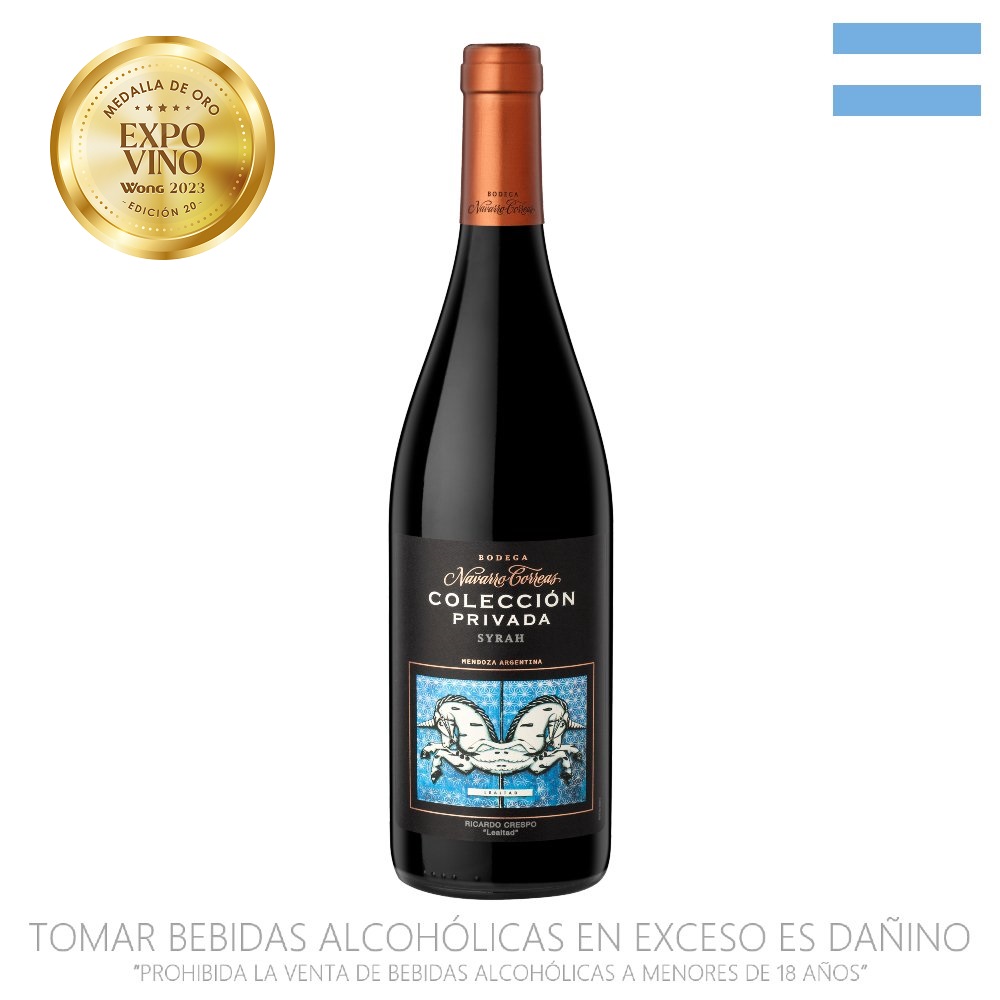 MEDALLA DE ORO
EXPO
VINO
WONG 2023
-EDICIÓN 20-
BODEGA
Navarro Correas
BODEGA
Navarro Correas
COLECCIÓN
PRIVADA
SYRAH
MENDOZA ARGENTINA
LEALTAD
RICARDO CRESPO
"Lealtad"
TOMAR BEBIDAS ALCOHÓLICAS EN EXCESO ES DAÑINO
"PROHIBIDA LA VENTA DE BEBIDAS ALCOHÓLICAS A MENORES DE 18 AÑOS"